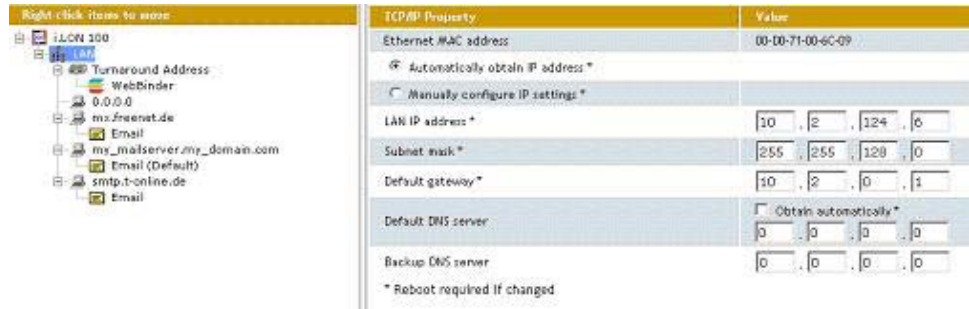 Right-click items to move
i.LON 100
LAN
Turnaround Address
WebBinder
0.0.0.0
mx.freenet.de
Email
my_mailserver.my_domain.com
Email (Default)
smtp.t-online.de
Email
TCP/IP Property Value
Ethernet MAC address 00-D0-71-00-6C-09
Automatically obtain IP address *
Manually configure IP settings *
LAN IP address * 10 . 2 . 124 . 6
Subnet mask * 255 . 255 . 128 . 0
Default gateway * 10 . 2 . 0 . 1
Default DNS server Obtain automatically *
0 . 0 . 0 . 0
Backup DNS server 0 . 0 . 0 . 0
* Reboot required if changed